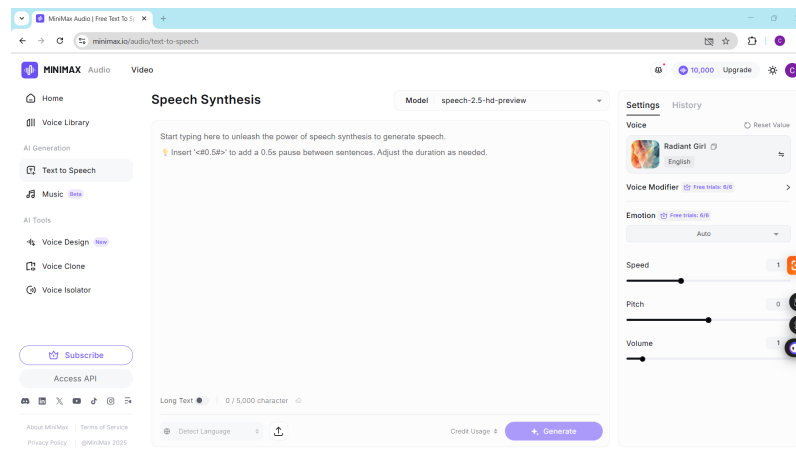 MiniMax Audio | Free Text To Sp
minimax.io/audio/text-to-speech
C
MINIMAX Audio Video
10,000 Upgrade
C
Home
Voice Library
AI Generation
Text to Speech
Music Beta
AI Tools
Voice Design New
Voice Clone
Voice Isolator
Subscribe
Access API
About MiniMax | Terms of Service
Privacy Policy | @MiniMax 2025
Speech Synthesis
Model speech-2.5-hd-preview
Start typing here to unleash the power of speech synthesis to generate speech.
Insert '<#0.5#>' to add a 0.5s pause between sentences. Adjust the duration as needed.
Long Text 0 / 5,000 character
Detect Language
Credit Usage
Generate
Settings History
Voice Reset Value
Radiant Girl
English
Voice Modifier Free trials: 6/6
Emotion Free trials: 6/6
Auto
Speed 1
Pitch 0
Volume 1